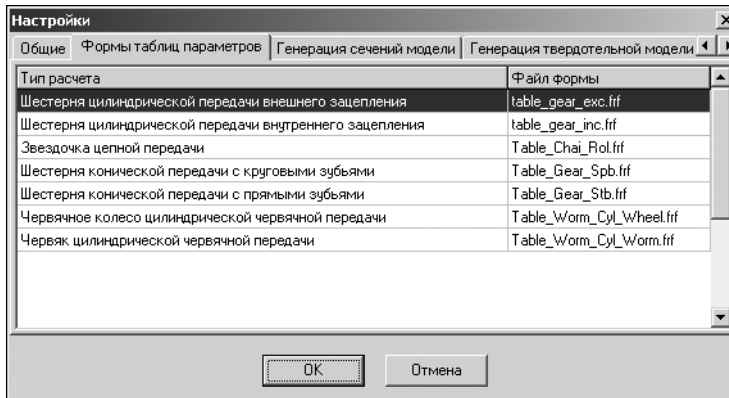 Настройки
Общие Формы таблиц параметров Генерация сечений модели Генерация твердотельной модели
Тип расчета Файл формы
Шестерня цилиндрической передачи внешнего зацепления table_gear_exc.frf
Шестерня цилиндрической передачи внутреннего зацепления table_gear_inc.frf
Звездочка цепной передачи Table_Chai_Rol.frf
Шестерня конической передачи с круговыми зубьями Table_Gear_Spb.frf
Шестерня конической передачи с прямыми зубьями Table_Gear_Stb.frf
Червячное колесо цилиндрической червячной передачи Table_Worm_Cyl_Wheel.frf
Червяк цилиндрической червячной передачи Table_Worm_Cyl_Worm.frf
OK Отмена